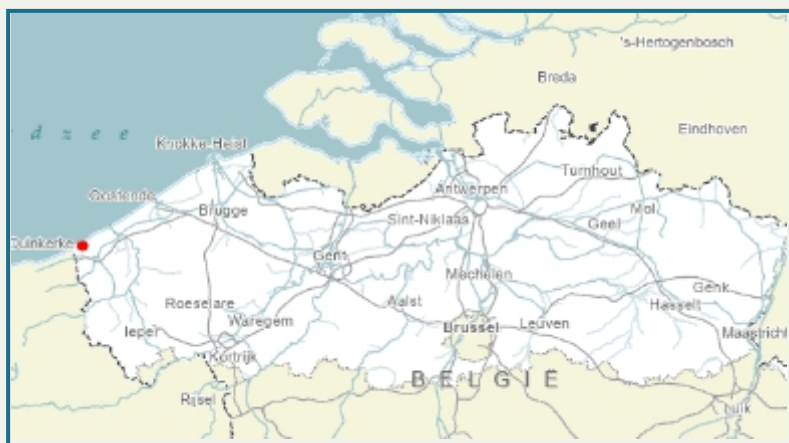 's-Hertogenbosch
Breda
Eindhoven
d z e e
Knokke-Heist
Turnhout
Antwerpen
Oostende
Mol
Brugge
Sint-Niklaas
Geel
Duinkerke
Gent
Mechelen
Genk
Roeselare
Aalst
Hasselt
Waregem
Brussel
Leuven
Ieper
Maastricht
Kortrijk
BELGIË
Rijsel
Luik